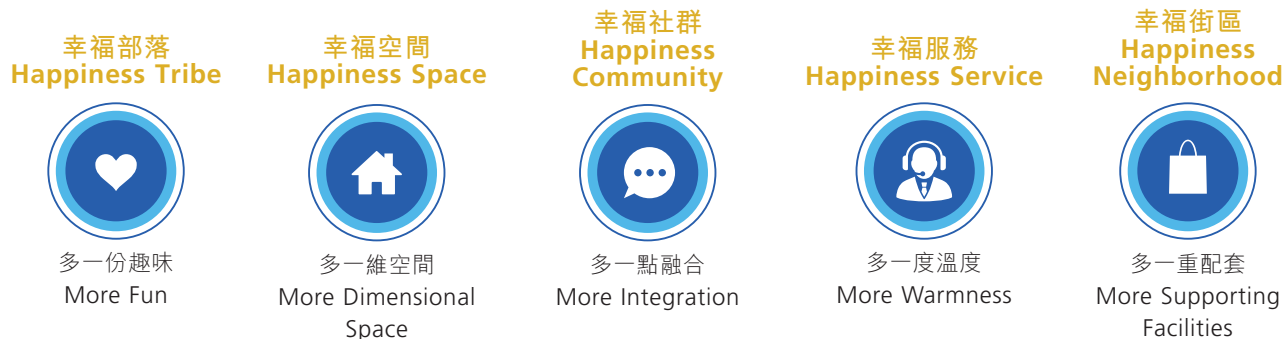 幸福部落
Happiness Tribe
多一份趣味
More Fun
幸福空間
Happiness Space
多一維空間
More Dimensional
Space
幸福社群
Happiness
Community
多一點融合
More Integration
幸福服務
Happiness Service
多一度溫度
More Warmness
幸福街區
Happiness
Neighborhood
多一重配套
More Supporting
Facilities